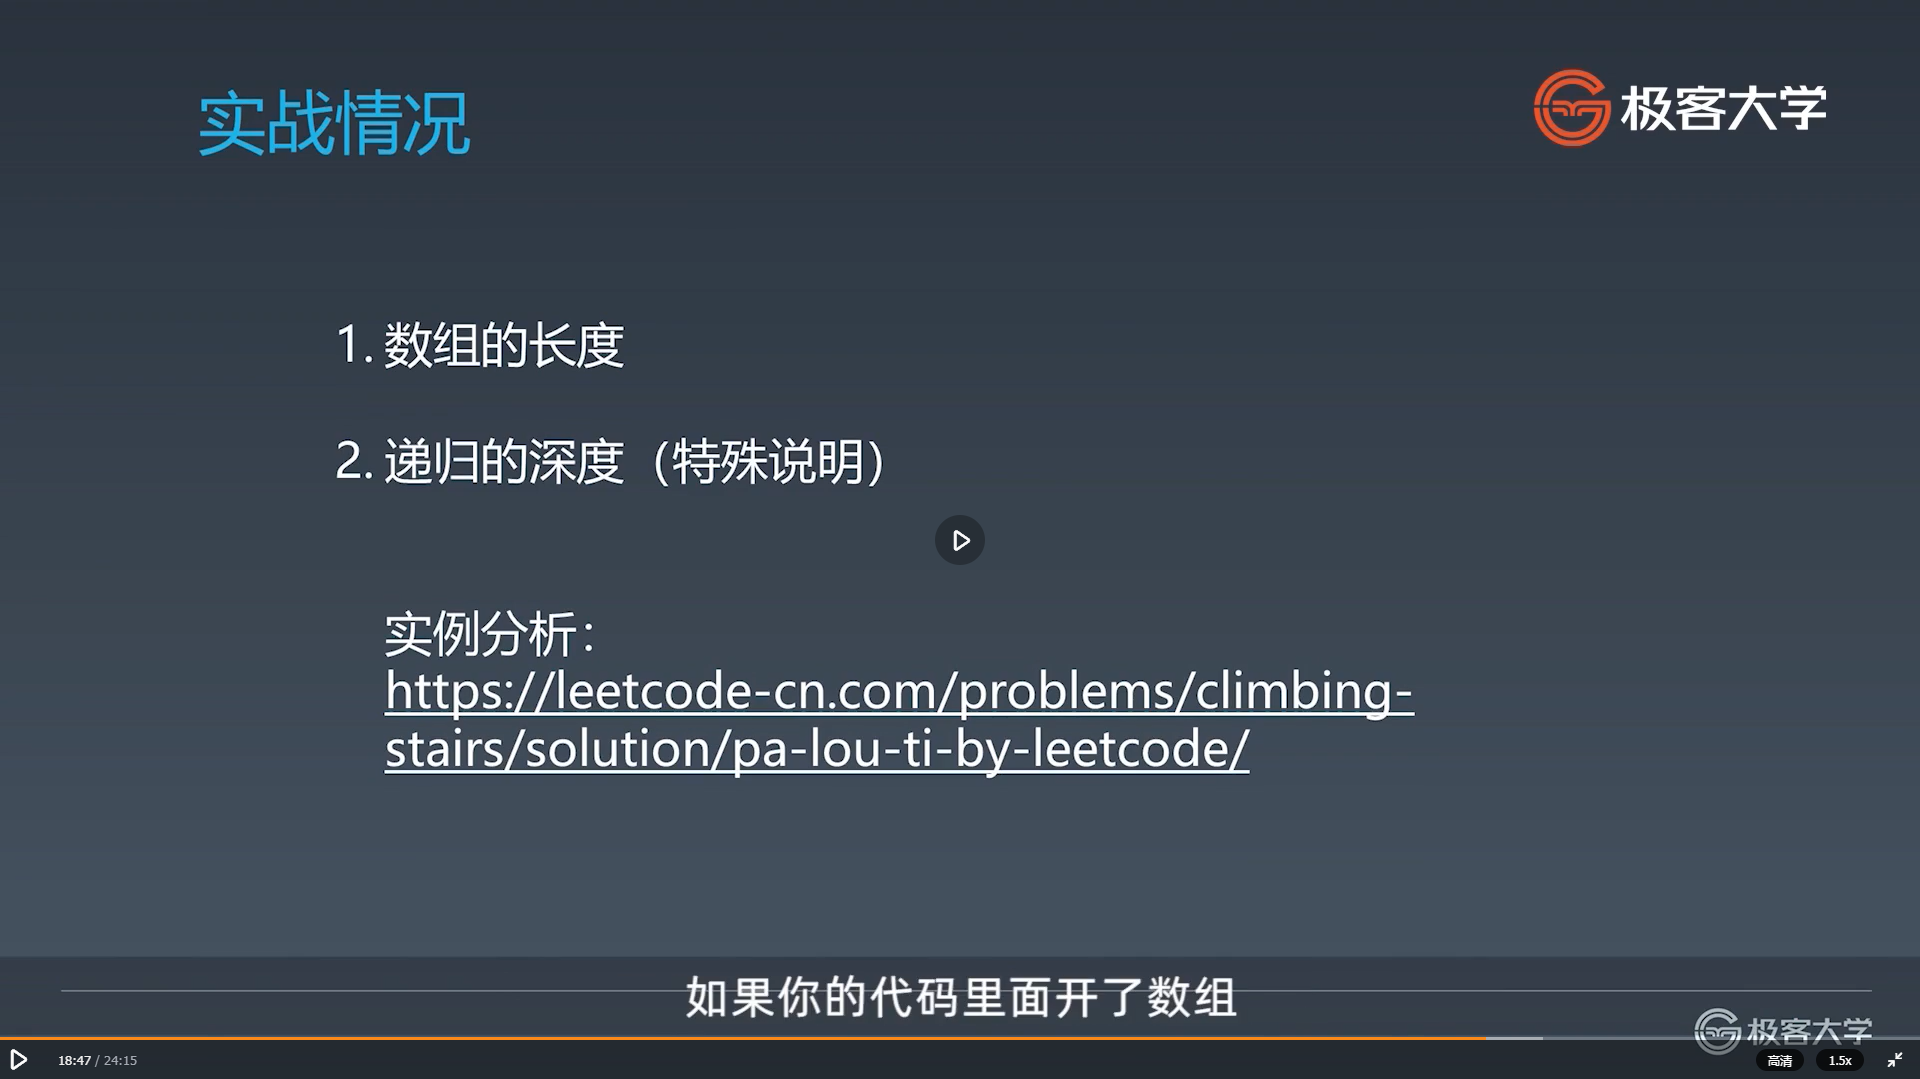 实战情况
极客大学
1. 数组的长度
2. 递归的深度（特殊说明）
实例分析：
https://leetcode-cn.com/problems/climbing-
stairs/solution/pa-lou-ti-by-leetcode/
如果你的代码里面开了数组
极客大学
18:47 / 24:15
高清
1.5x